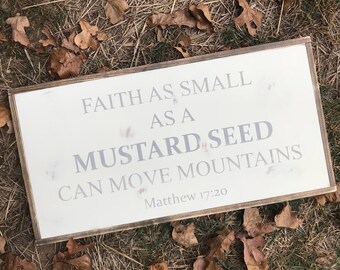 FAITH AS SMALL
AS A
MUSTARD SEED
CAN MOVE MOUNTAINS
Matthew 17:20